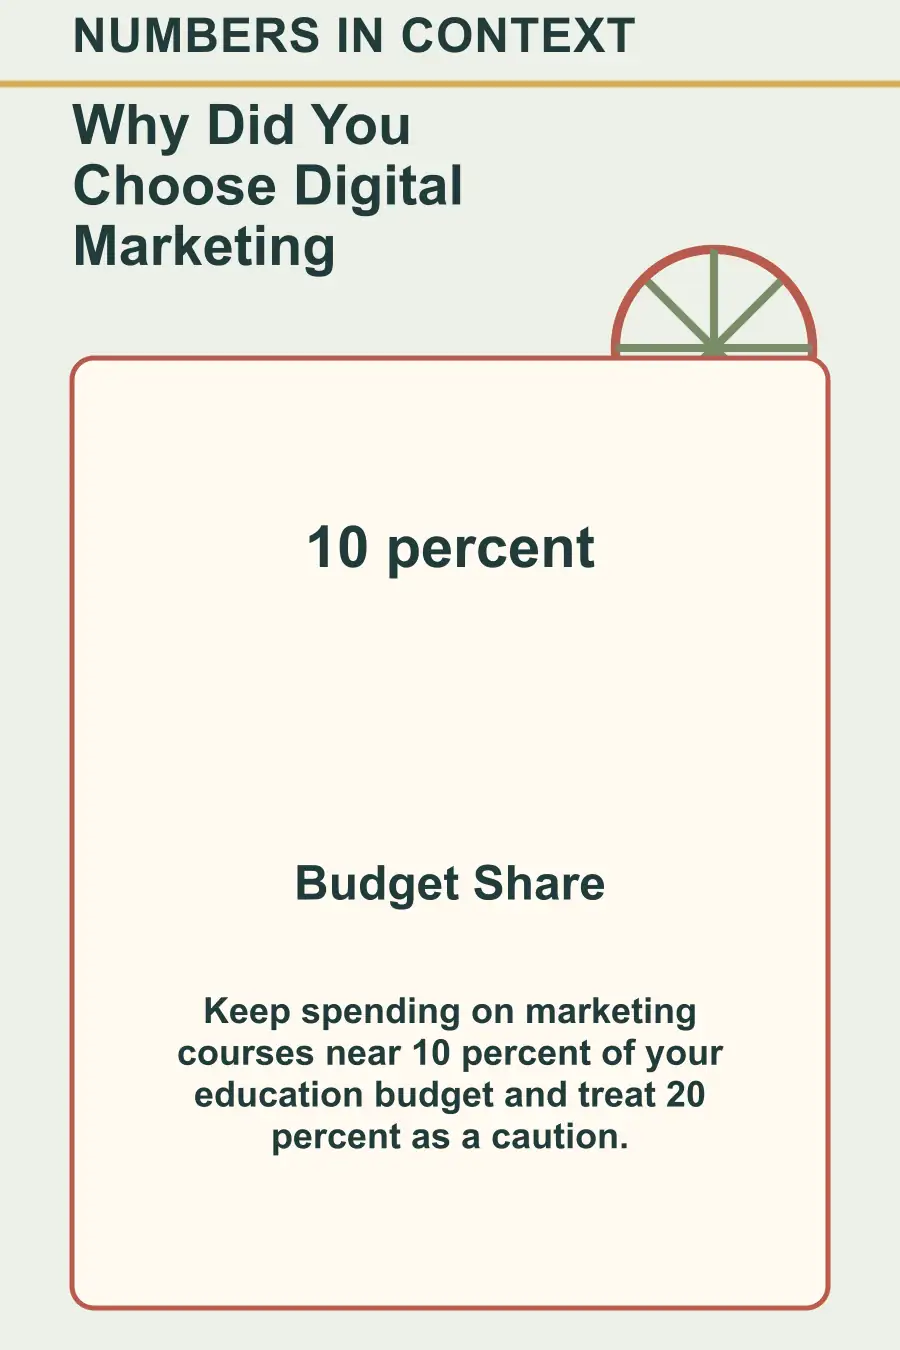 NUMBERS IN CONTEXT
Why Did You
Choose Digital
Marketing
10 percent
Budget Share
Keep spending on marketing
courses near 10 percent of your
education budget and treat 20
percent as a caution.